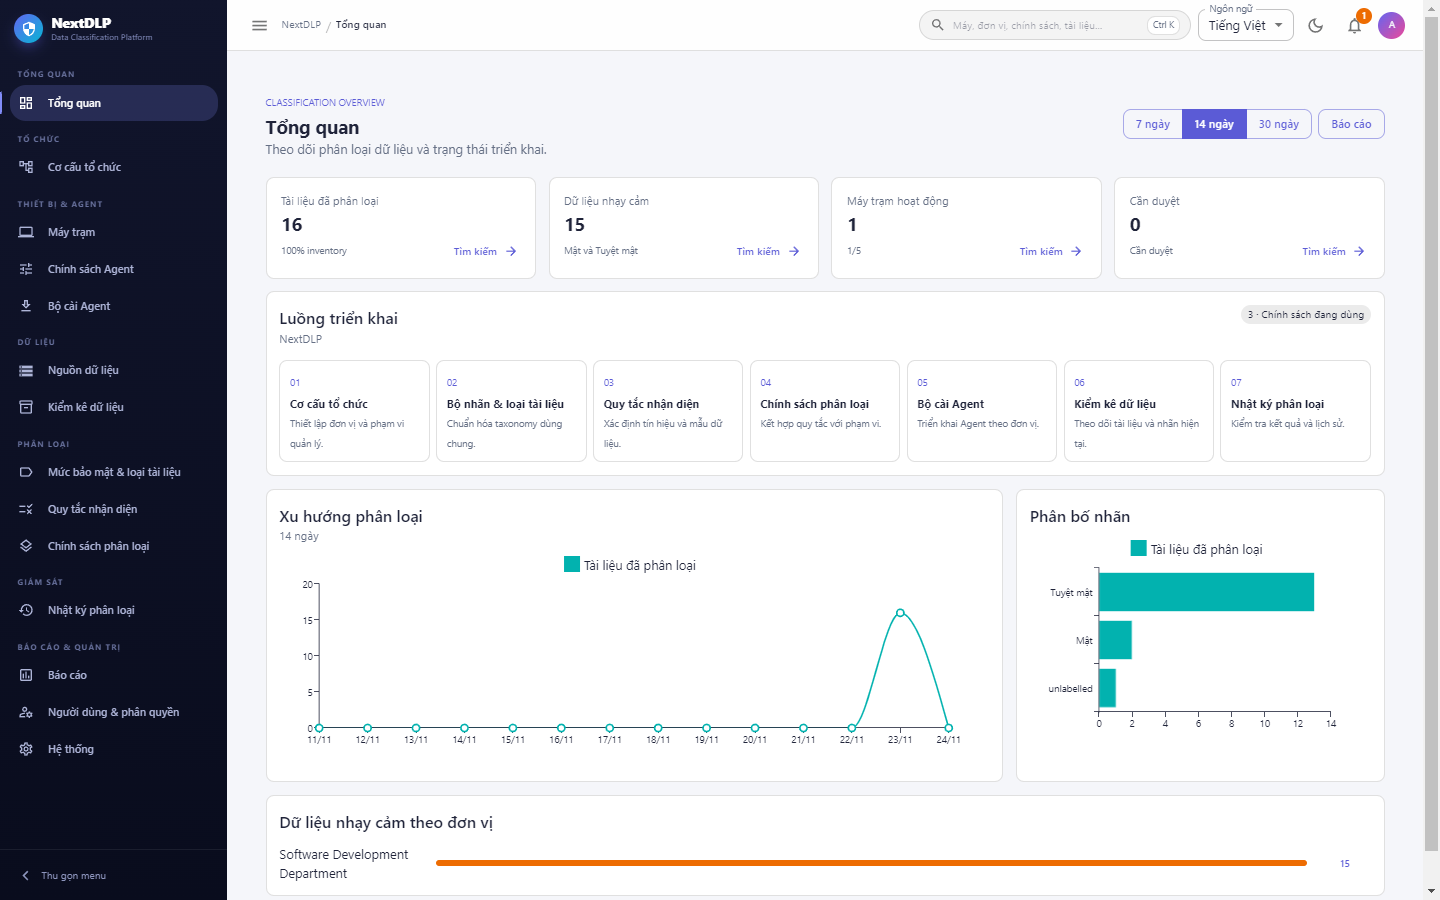 NextDLP
Data Classification Platform
TỔNG QUAN
Tổng quan
TỔ CHỨC
Cơ cấu tổ chức
THIẾT BỊ & AGENT
Máy trạm
Chính sách Agent
Bộ cài Agent
DỮ LIỆU
Nguồn dữ liệu
Kiểm kê dữ liệu
PHÂN LOẠI
Mức bảo mật & loại tài liệu
Quy tắc nhận diện
Chính sách phân loại
GIÁM SÁT
Nhật ký phân loại
BÁO CÁO & QUẢN TRỊ
Báo cáo
Người dùng & phân quyền
Hệ thống
Thu gọn menu
NextDLP / Tổng quan
Máy, đơn vị, chính sách, tài liệu...
Ctrl K
Ngôn ngữ
Tiếng Việt
1
A
CLASSIFICATION OVERVIEW
Tổng quan
Theo dõi phân loại dữ liệu và trạng thái triển khai.
7 ngày
14 ngày
30 ngày
Báo cáo
Tài liệu đã phân loại
16
100% inventory
Tìm kiếm
Dữ liệu nhạy cảm
15
Mật và Tuyệt mật
Tìm kiếm
Máy trạm hoạt động
1
1/5
Tìm kiếm
Cần duyệt
0
Cần duyệt
Tìm kiếm
Luồng triển khai
NextDLP
3 · Chính sách đang dùng
01
Cơ cấu tổ chức
Thiết lập đơn vị và phạm vi
quản lý.
02
Bộ nhãn & loại tài liệu
Chuẩn hóa taxonomy dùng
chung.
03
Quy tắc nhận diện
Xác định tín hiệu và mẫu dữ
liệu.
04
Chính sách phân loại
Kết hợp quy tắc với phạm vi.
05
Bộ cài Agent
Triển khai Agent theo đơn vị.
06
Kiểm kê dữ liệu
Theo dõi tài liệu và nhãn hiện
tại.
07
Nhật ký phân loại
Kiểm tra kết quả và lịch sử.
Xu hướng phân loại
14 ngày
Tài liệu đã phân loại
20
15
10
5
0
11/11 12/11 13/11 14/11 15/11 16/11 17/11 18/11 19/11 20/11 21/11 22/11 23/11 24/11
Phân bố nhãn
Tài liệu đã phân loại
Tuyệt mật
Mật
unlabelled
0 2 4 6 8 10 12 14
Dữ liệu nhạy cảm theo đơn vị
Software Development
Department
15